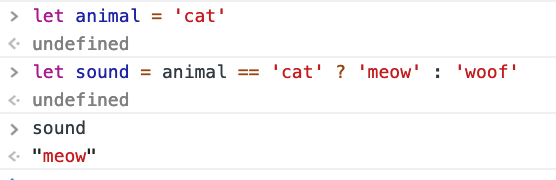 > let animal = 'cat'
< undefined
> let sound = animal == 'cat' ? 'meow' : 'woof'
< undefined
> sound
< "meow"